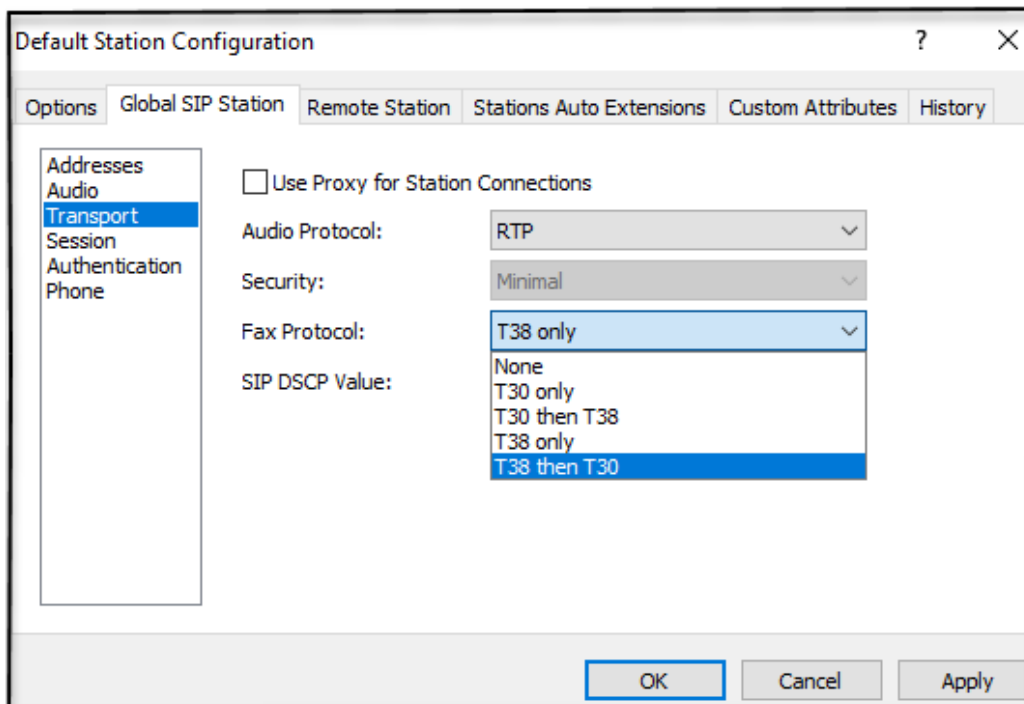 Default Station Configuration ?
Options Global SIP Station Remote Station Stations Auto Extensions Custom Attributes History
Addresses
Audio
Transport
Session
Authentication
Phone
Use Proxy for Station Connections
Audio Protocol: RTP
Security: Minimal
Fax Protocol: T38 only
None
T30 only
T30 then T38
T38 only
T38 then T30
SIP DSCP Value:
OK Cancel Apply